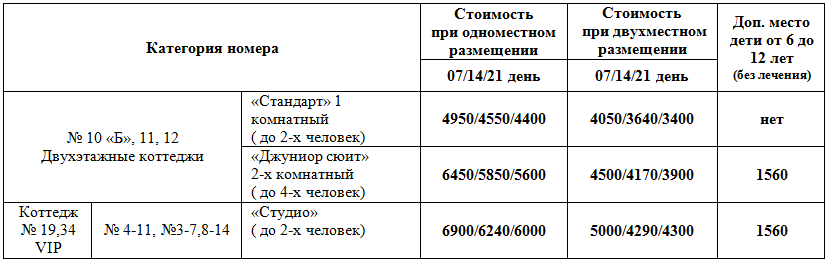 Категория номера
Стоимость
при одноместном
размещении
Стоимость
при двухместном
размещении
Доп. место
дети от 6 до
12 лет
(без лечения)
07/14/21 день
07/14/21 день
№ 10 «Б», 11, 12
Двухэтажные коттеджи
«Стандарт» 1
комнатный
( до 2-х человек)
4950/4550/4400
4050/3640/3400
нет
«Джуниор сюит»
2-х комнатный
( до 4-х человек)
6450/5850/5600
4500/4170/3900
1560
Коттедж
№ 19,34
VIP
№ 4-11, №3-7,8-14
«Студио»
( до 2-х человек)
6900/6240/6000
5000/4290/4300
1560